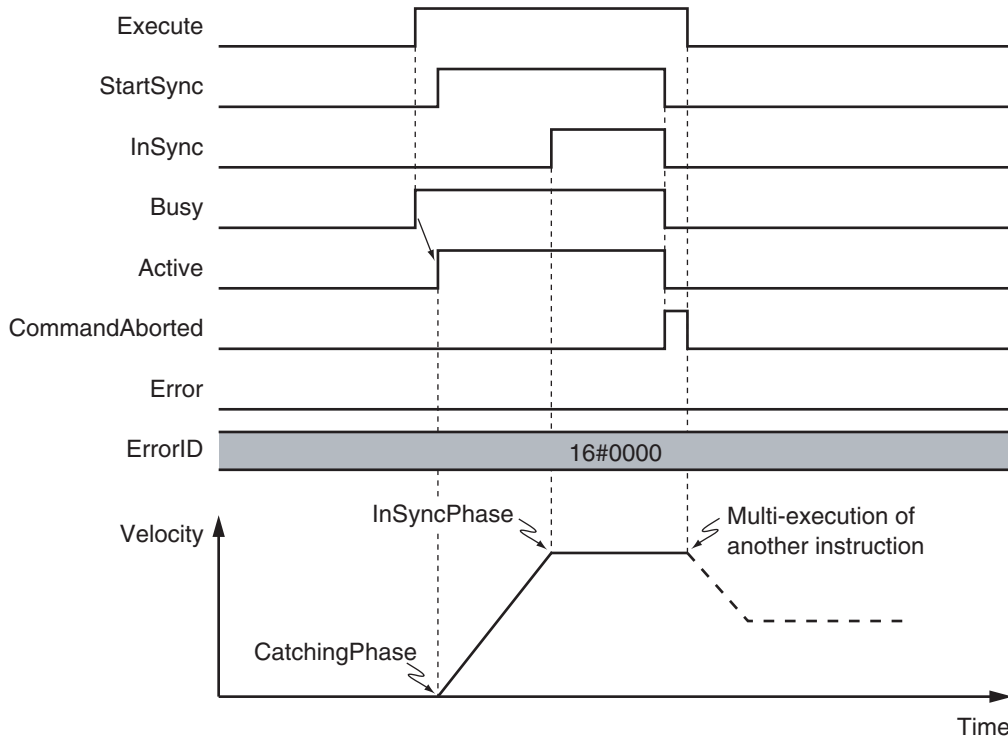 Execute
StartSync
InSync
Busy
Active
CommandAborted
Error
ErrorID
16#0000
Velocity
InSyncPhase
Multi-execution of
another instruction
CatchingPhase
Time